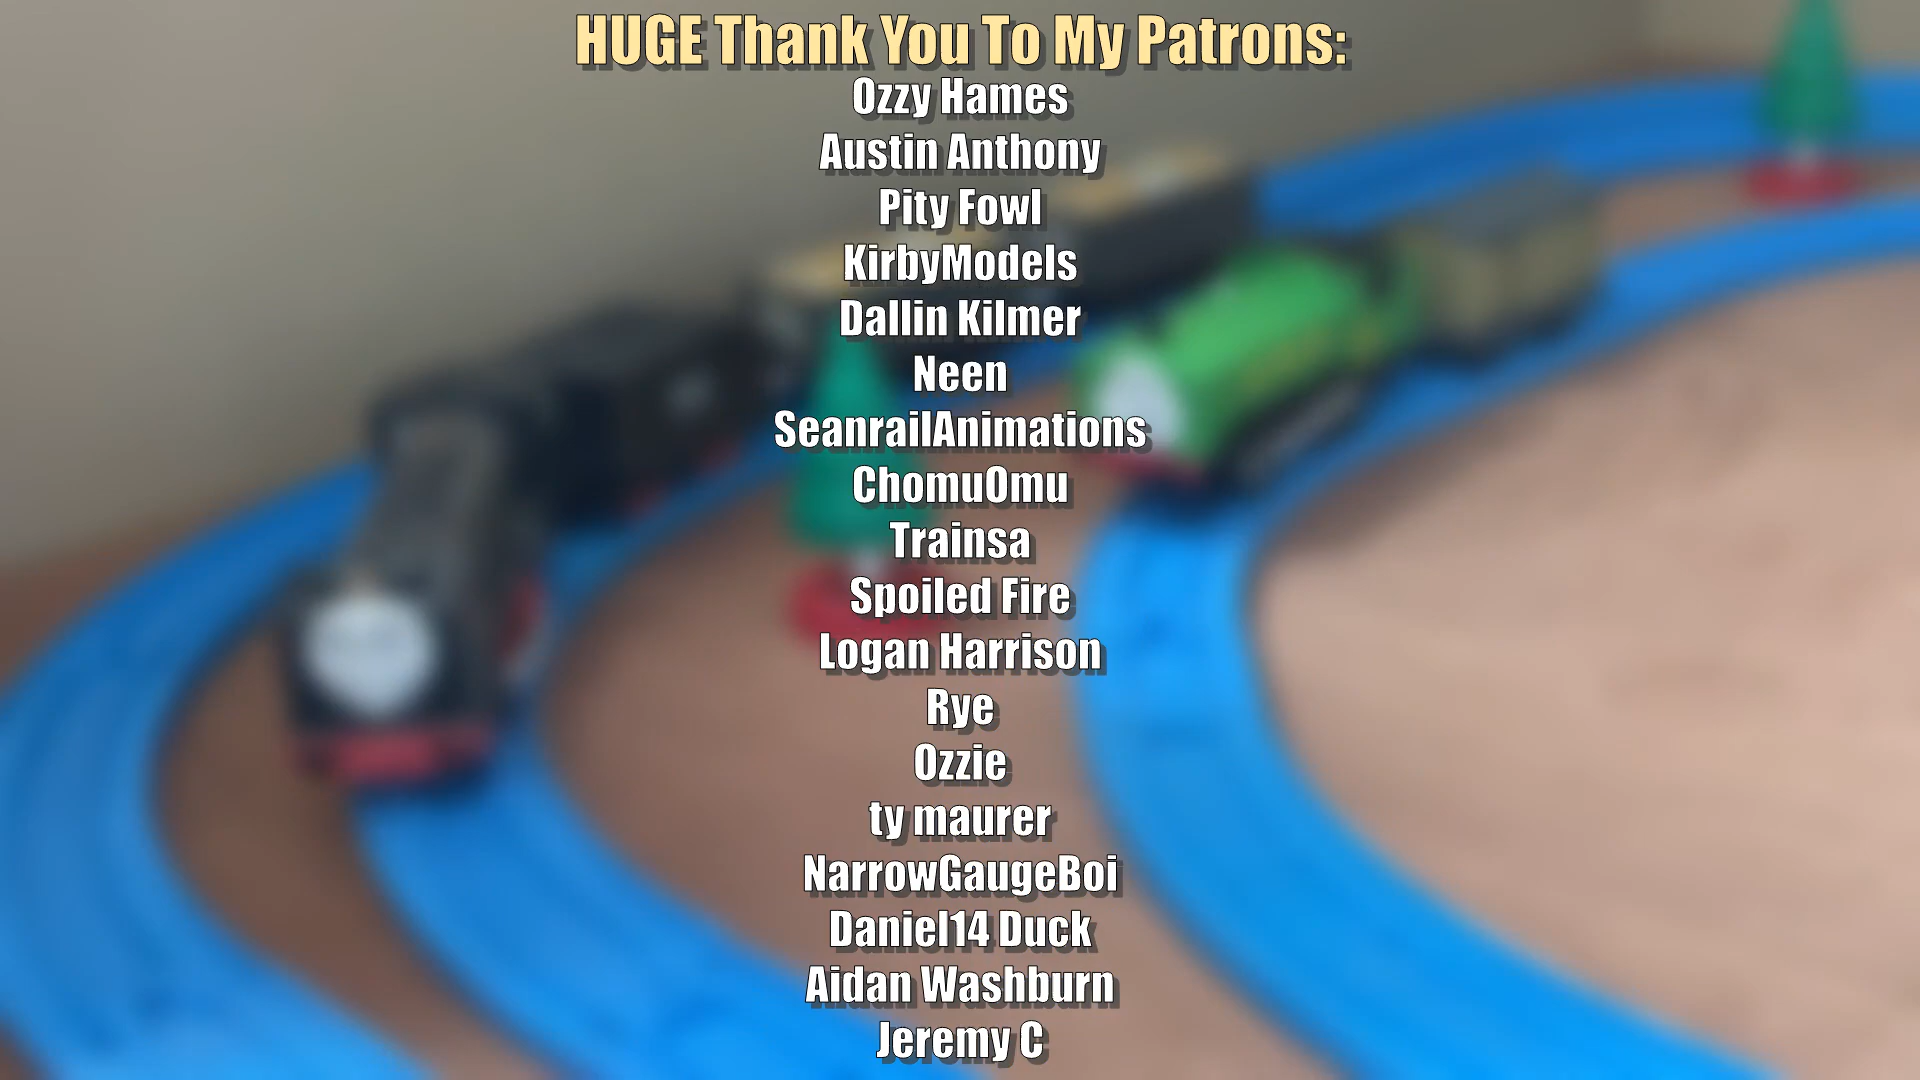 HUGE Thank You To My Patrons:
Ozzy Hames
Austin Anthony
Pity Fowl
KirbyModels
Dallin Kilmer
Neen
SeanrailAnimations
ChomuOmu
Trainsa
Spoiled Fire
Logan Harrison
Rye
Ozzie
ty maurer
NarrowGaugeBoi
Daniel14 Duck
Aidan Washburn
Jeremy C